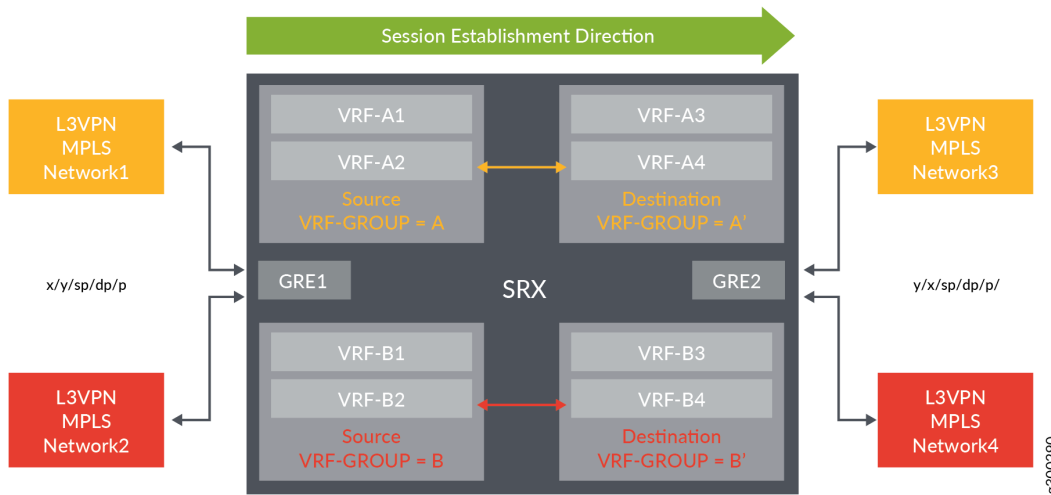 Session Establishment Direction
L3VPN
MPLS
Network1
VRF-A1
VRF-A2
Source
VRF-GROUP = A
VRF-A3
VRF-A4
Destination
VRF-GROUP = A'
L3VPN
MPLS
Network3
x/y/sp/dp/p
GRE1
SRX
GRE2
y/x/sp/dp/p/
L3VPN
MPLS
Network2
VRF-B1
VRF-B2
Source
VRF-GROUP = B
VRF-B3
VRF-B4
Destination
VRF-GROUP = B'
L3VPN
MPLS
Network4